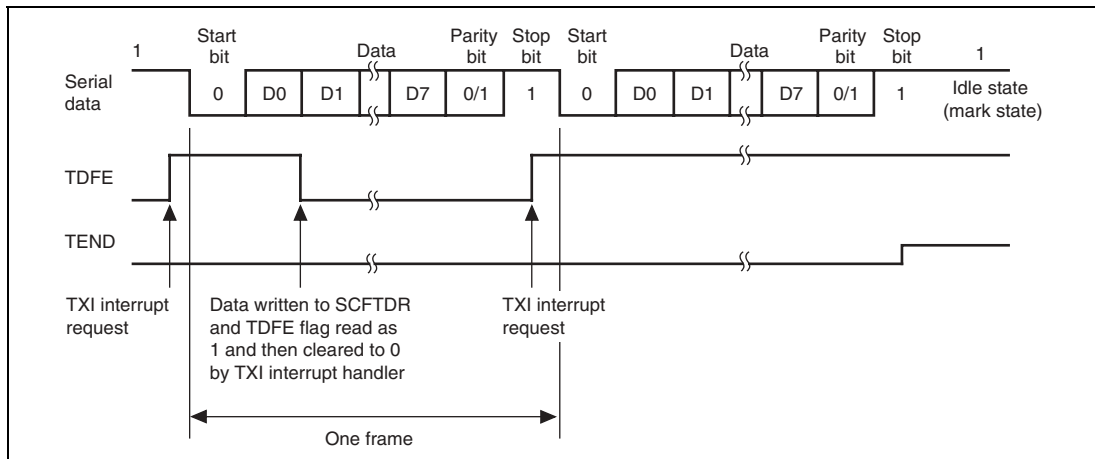 1
Start bit
Data
Parity bit
Stop bit
Start bit
Data
Parity bit
Stop bit
1
Serial data
0
D0
D1
D7
0/1
1
0
D0
D1
D7
0/1
1
Idle state (mark state)
TDFE
TEND
TXI interrupt request
Data written to SCFTDR
and TDFE flag read as
1 and then cleared to 0
by TXI interrupt handler
TXI interrupt request
One frame